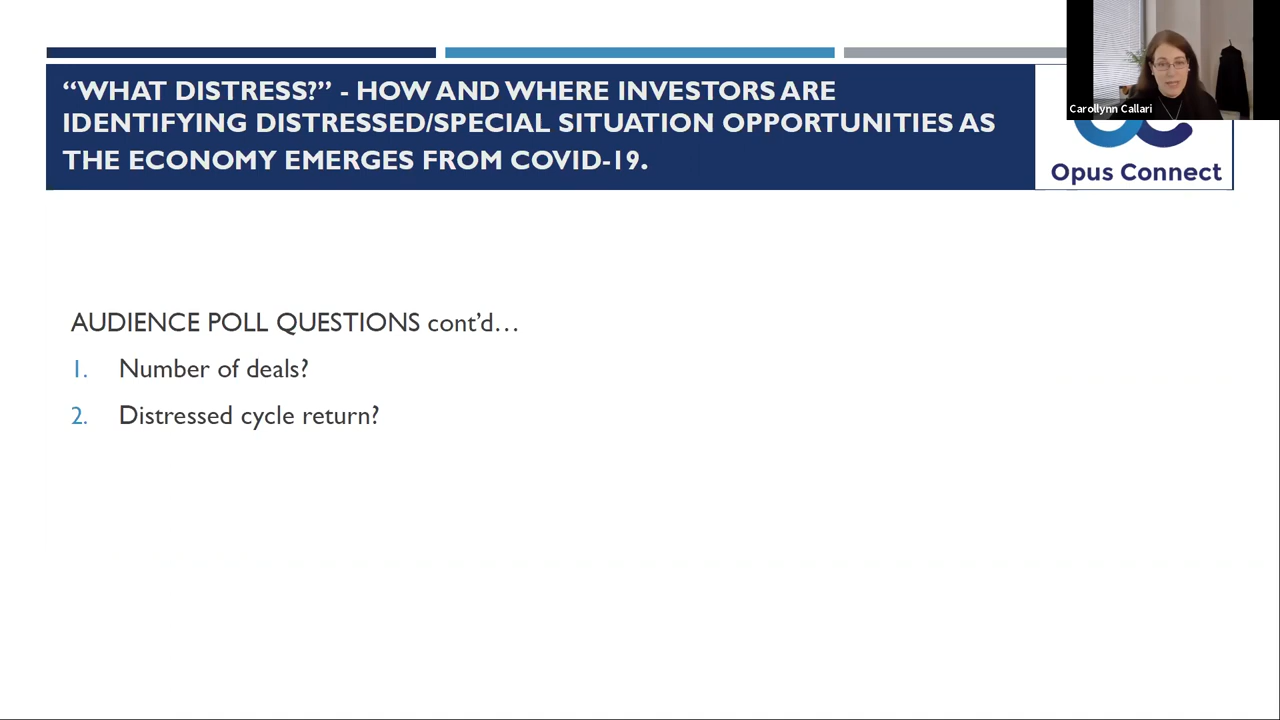 “WHAT DISTRESS?” - HOW AND WHERE INVESTORS ARE
IDENTIFYING DISTRESSED/SPECIAL SITUATION OPPORTUNITIES AS
THE ECONOMY EMERGES FROM COVID-19.
Carollynn Callari
Opus Connect
AUDIENCE POLL QUESTIONS cont’d…
1. Number of deals?
2. Distressed cycle return?